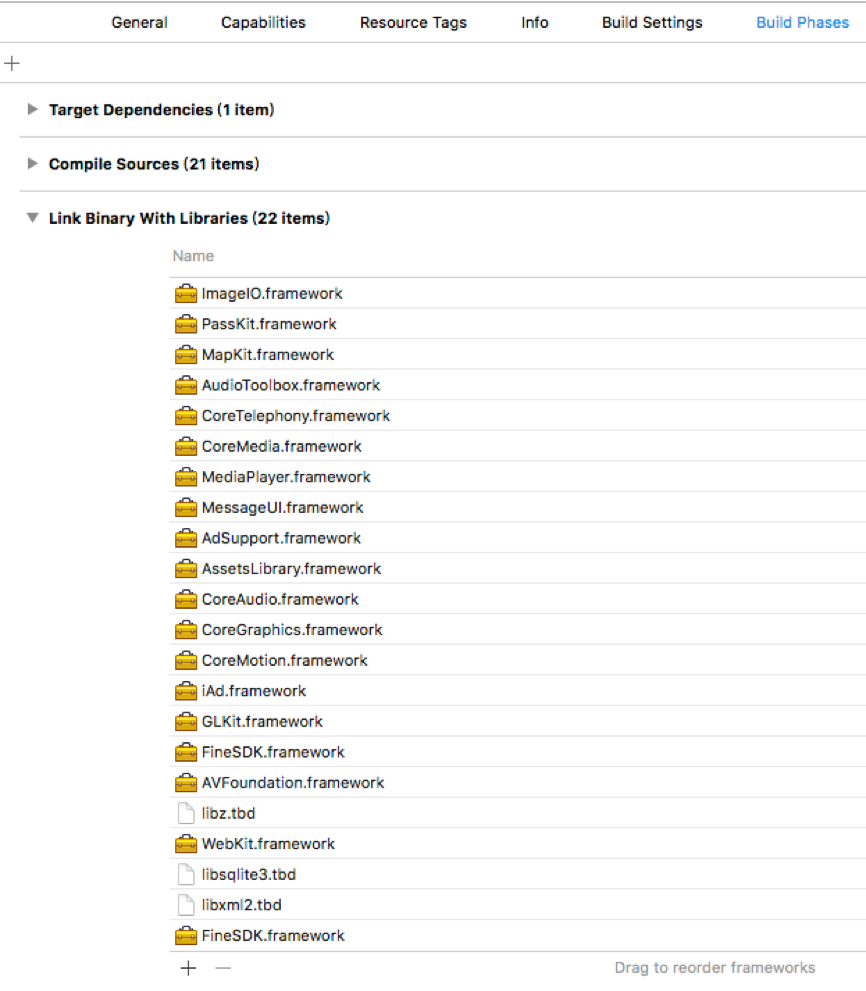 General Capabilities Resource Tags Info Build Settings Build Phases
Target Dependencies (1 item)
Compile Sources (21 items)
Link Binary With Libraries (22 items)
Name
ImageIO.framework
PassKit.framework
MapKit.framework
AudioToolbox.framework
CoreTelephony.framework
CoreMedia.framework
MediaPlayer.framework
MessageUI.framework
AdSupport.framework
AssetsLibrary.framework
CoreAudio.framework
CoreGraphics.framework
CoreMotion.framework
iAd.framework
GLKit.framework
FineSDK.framework
AVFoundation.framework
libz.tbd
WebKit.framework
libsqlite3.tbd
libxml2.tbd
FineSDK.framework
Drag to reorder frameworks